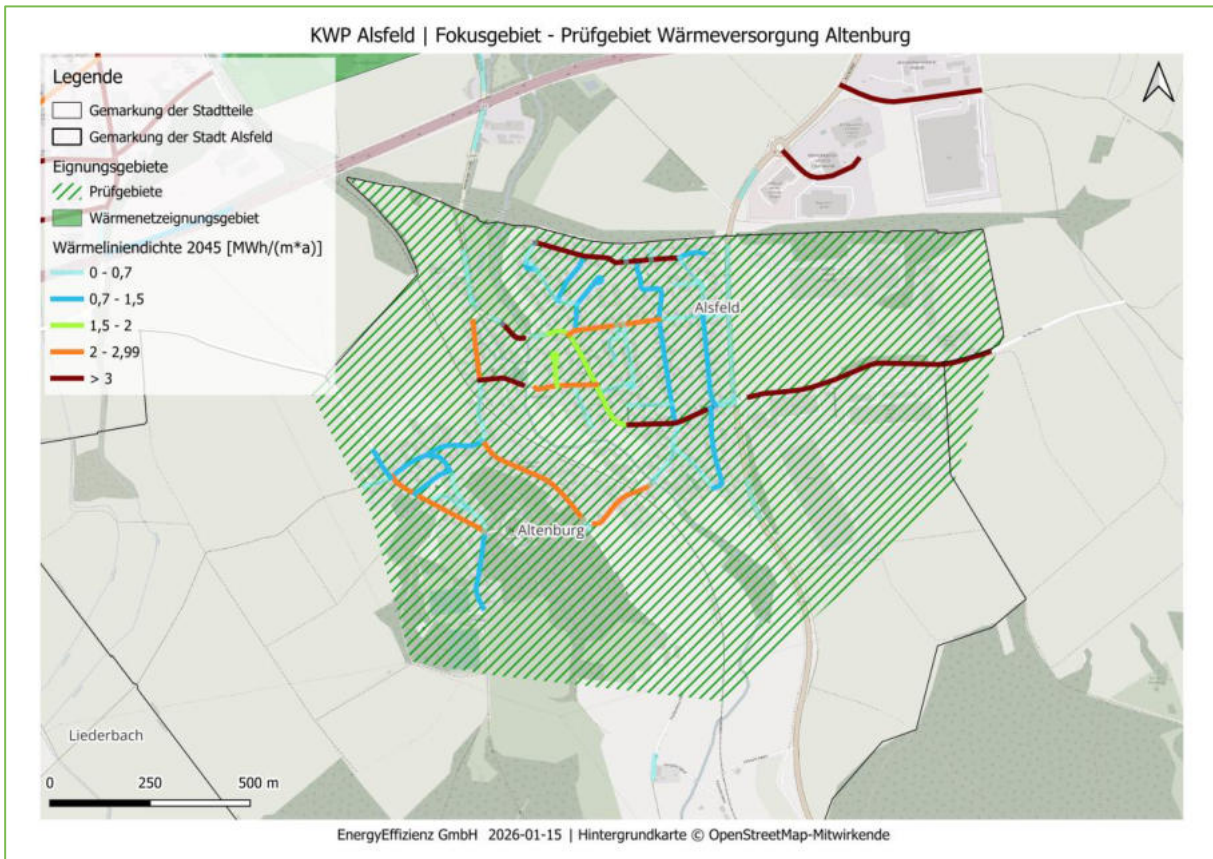 KWP Alsfeld | Fokusgebiet - Prüfgebiet Wärmeversorgung Altenburg
Legende
Gemarkung der Stadtteile
Gemarkung der Stadt Alsfeld
Eignungsgebiete
Prüfgebiete
Wärmenetzeignungsgebiet
Wärmeliniendichte 2045 [MWh/(m*a)]
0 - 0,7
0,7 - 1,5
1,5 - 2
2 - 2,99
> 3
Alsfeld
Altenburg
Liederbach
0 250 500 m
EnergyEffizienz GmbH 2026-01-15 | Hintergrundkarte © OpenStreetMap-Mitwirkende